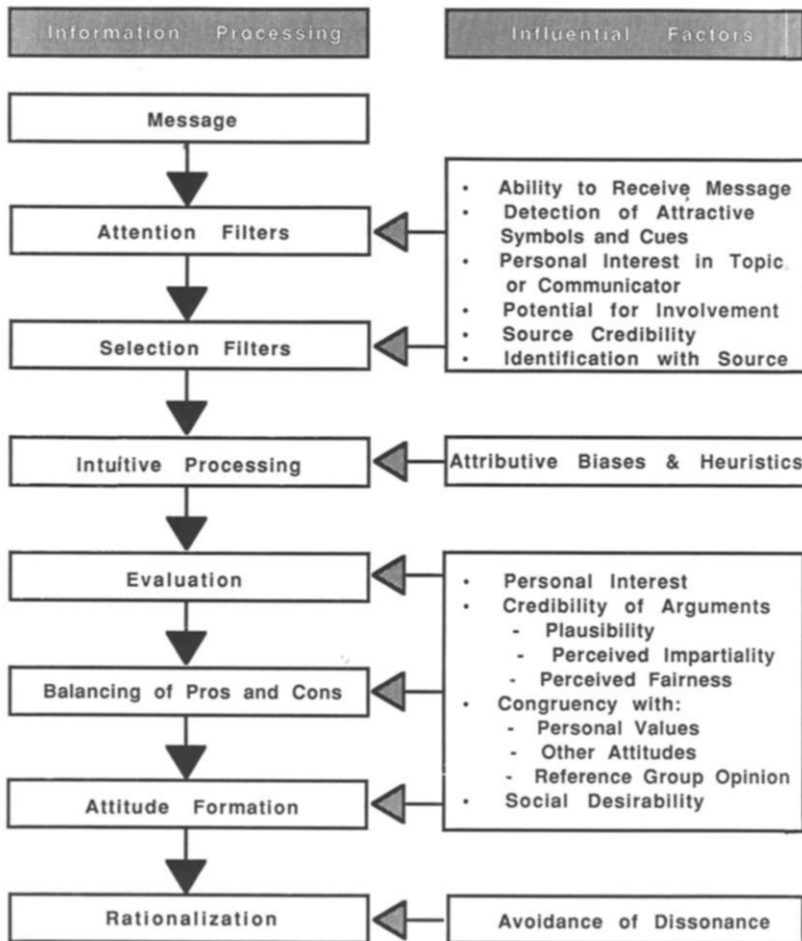 Information Processing
Influential Factors
Message
Attention Filters
Selection Filters
Intuitive Processing
Evaluation
Balancing of Pros and Cons
Attitude Formation
Rationalization
• Ability to Receive Message
• Detection of Attractive
Symbols and Cues
• Personal Interest in Topic
or Communicator
• Potential for Involvement
• Source Credibility
• Identification with Source
Attributive Biases & Heuristics
• Personal Interest
• Credibility of Arguments
- Plausibility
- Perceived Impartiality
- Perceived Fairness
• Congruency with:
- Personal Values
- Other Attitudes
- Reference Group Opinion
• Social Desirability
Avoidance of Dissonance